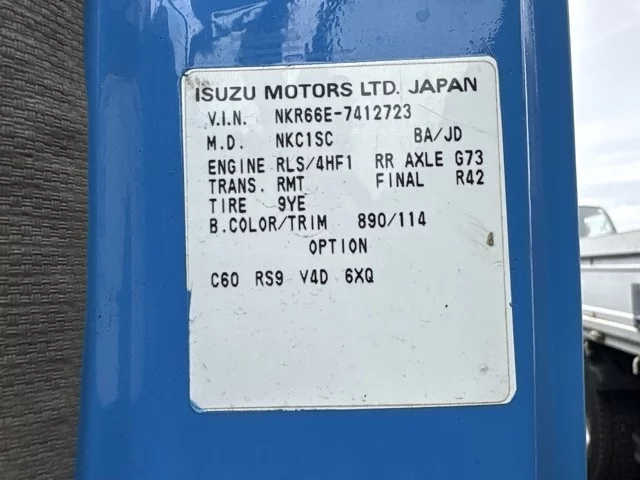 ISUZU MOTORS LTD. JAPAN
V.I.N. NKR66E-7412723
M.D. NKC1SC BA/JD
ENGINE RLS/4HF1 RR AXLE G73
TRANS. RMT FINAL R42
TIRE 9YE
B.COLOR/TRIM 890/114
OPTION
C60 RS9 V4D 6XQ